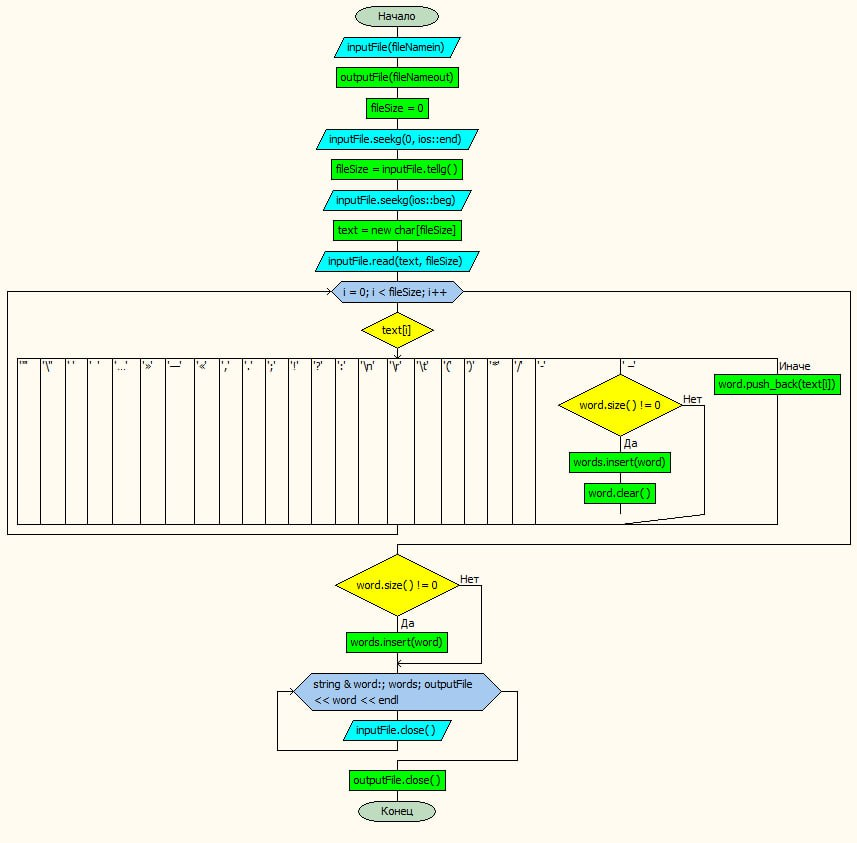 Начало
inputFile(fileNamein)
outputFile(fileNameout)
fileSize = 0
inputFile.seekg(0, ios::end)
fileSize = inputFile.tellg( )
inputFile.seekg(ios::beg)
text = new char[fileSize]
inputFile.read(text, fileSize)
i = 0; i < fileSize; i++
text[i]
'"' '\"' ' ' ' ' '...' '»' '—' '«' ',' '.' ';' '!' '?' ':' '\n' '\r' '\t' '(' ')' '*' '/' '-' ' –' Иначе
word.push_back(text[i])
word.size( ) != 0
Нет
Да
words.insert(word)
word.clear( )
word.size( ) != 0
Нет
Да
words.insert(word)
string & word:; words; outputFile
<< word << endl
inputFile.close( )
outputFile.close( )
Конец